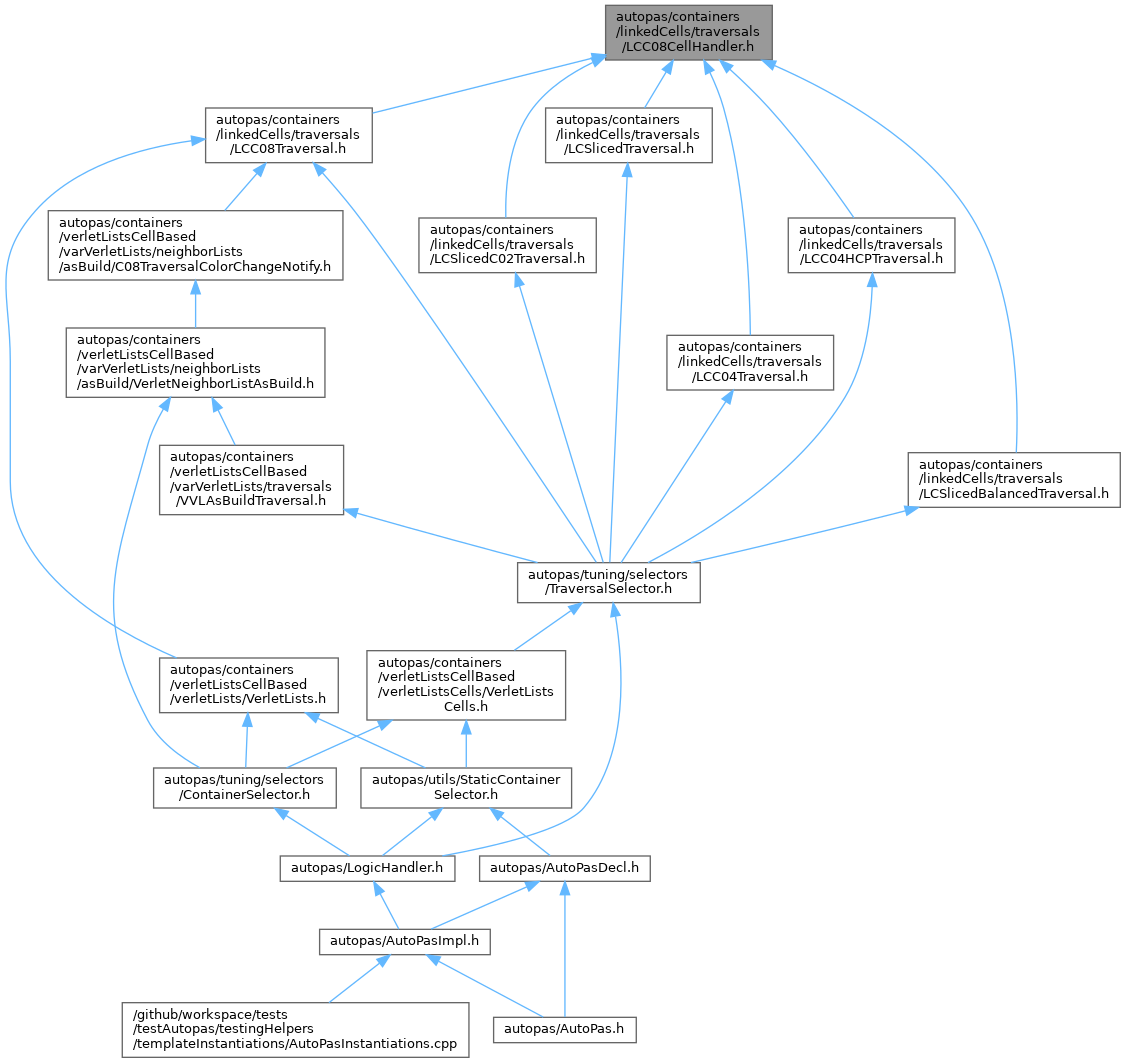 autopas/containers
/linkedCells/traversals
/LCC08CellHandler.h
autopas/containers
/linkedCells/traversals
/LCC08Traversal.h
autopas/containers
/linkedCells/traversals
/LCSlicedTraversal.h
autopas/containers
/verletListsCellBased
/varVerletLists/neighborLists
/asBuild/C08TraversalColorChangeNotify.h
autopas/containers
/linkedCells/traversals
/LCSlicedC02Traversal.h
autopas/containers
/linkedCells/traversals
/LCC04HCPTraversal.h
autopas/containers
/verletListsCellBased
/varVerletLists/neighborLists
/asBuild/VerletNeighborListAsBuild.h
autopas/containers
/linkedCells/traversals
/LCC04Traversal.h
autopas/containers
/verletListsCellBased
/varVerletLists/traversals
/VVLAsBuildTraversal.h
autopas/containers
/linkedCells/traversals
/LCSlicedBalancedTraversal.h
autopas/tuning/selectors
/TraversalSelector.h
autopas/containers
/verletListsCellBased
/verletLists/VerletLists.h
autopas/containers
/verletListsCellBased
/verletListsCells/VerletLists
Cells.h
autopas/tuning/selectors
/ContainerSelector.h
autopas/utils/StaticContainer
Selector.h
autopas/LogicHandler.h
autopas/AutoPasDecl.h
autopas/AutoPasImpl.h
/github/workspace/tests
/testAutopas/testingHelpers
/templateInstantiations/AutoPasInstantiations.cpp
autopas/AutoPas.h